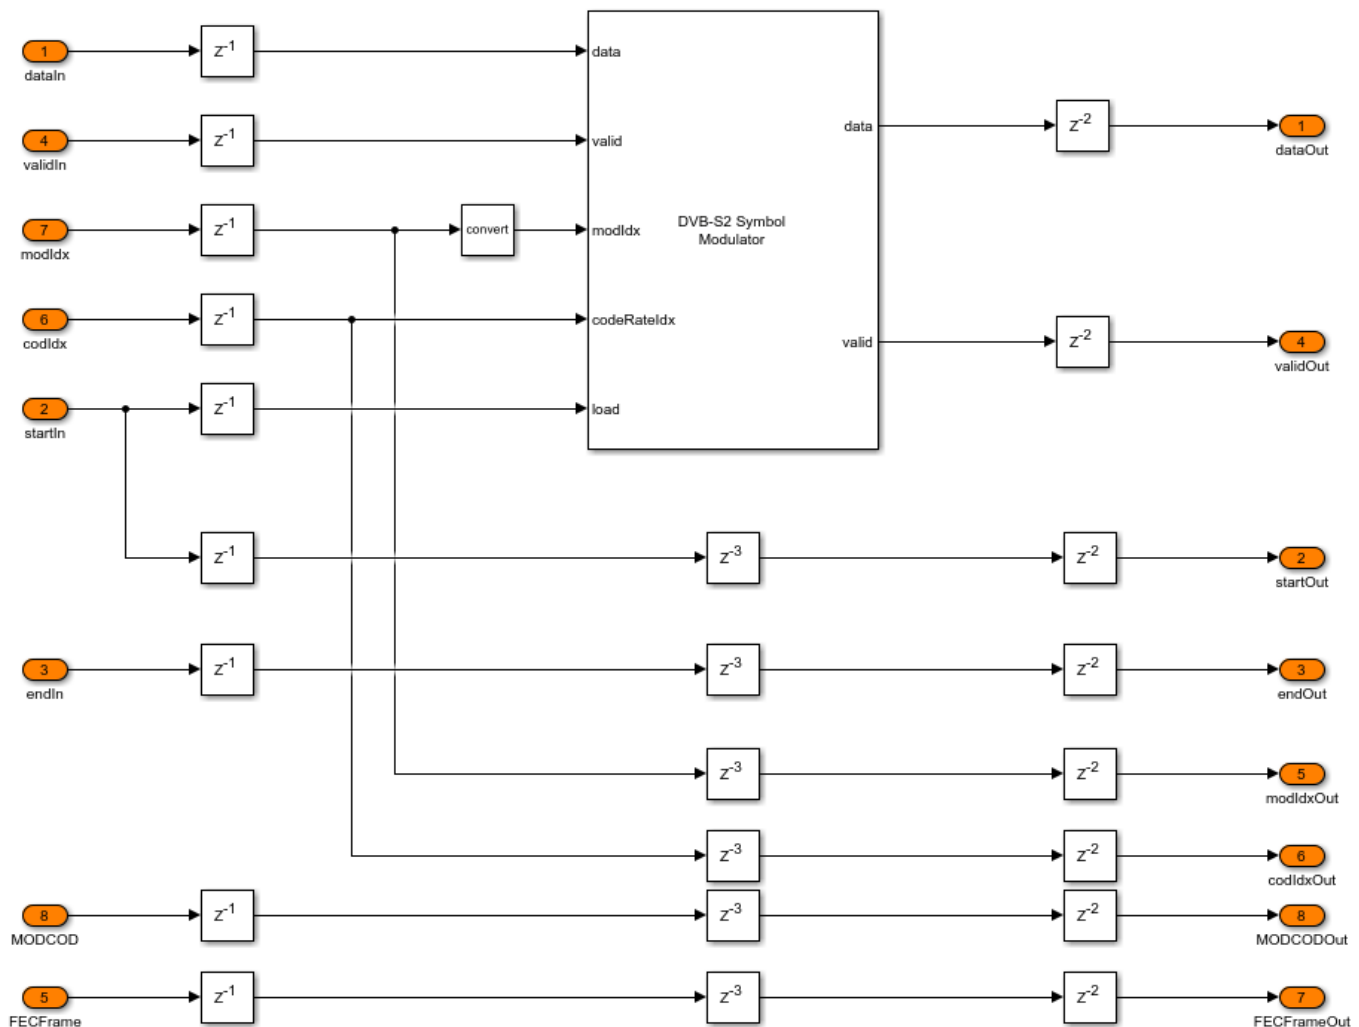 1
dataIn
z-1
data
4
validIn
z-1
valid
7
modIdx
z-1
convert
modIdx
6
codIdx
z-1
codeRateIdx
2
startIn
z-1
load
DVB-S2 Symbol
Modulator
data
z-2
1
dataOut
valid
z-2
4
validOut
z-1
z-3
z-2
2
startOut
3
endIn
z-1
z-3
z-2
3
endOut
z-3
z-2
5
modIdxOut
z-3
z-2
6
codIdxOut
8
MODCOD
z-1
z-3
z-2
8
MODCODOut
5
FECFrame
z-1
z-3
z-2
7
FECFrameOut